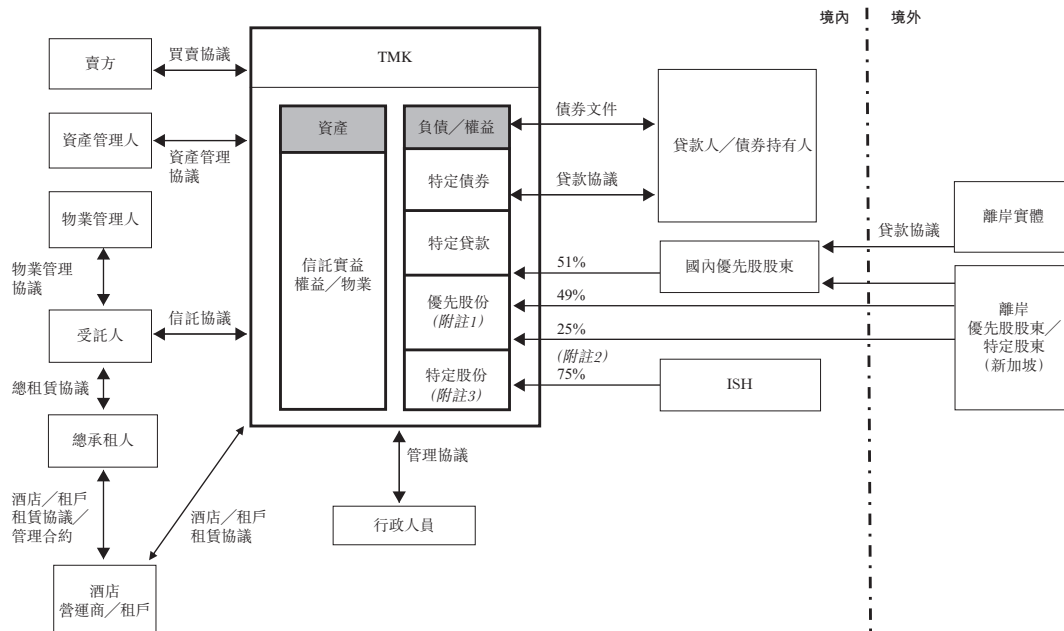 境內
境外
賣方
買賣協議
TMK
資產管理人
資產管理
協議
資產
負債／權益
債券文件
貸款人／債券持有人
特定債券
貸款協議
物業管理人
離岸實體
貸款協議
特定貸款
物業管理
協議
信託實益
權益／物業
51%
國內優先股股東
優先股份
(附註1)
49%
離岸
優先股股東／
特定股東
（新加坡）
受託人
信託協議
25%
(附註2)
特定股份
(附註3)
75%
ISH
總租賃協議
總承租人
管理協議
酒店／租戶
租賃協議／
管理合約
酒店／租戶
租賃協議
行政人員
酒店
營運商／租戶